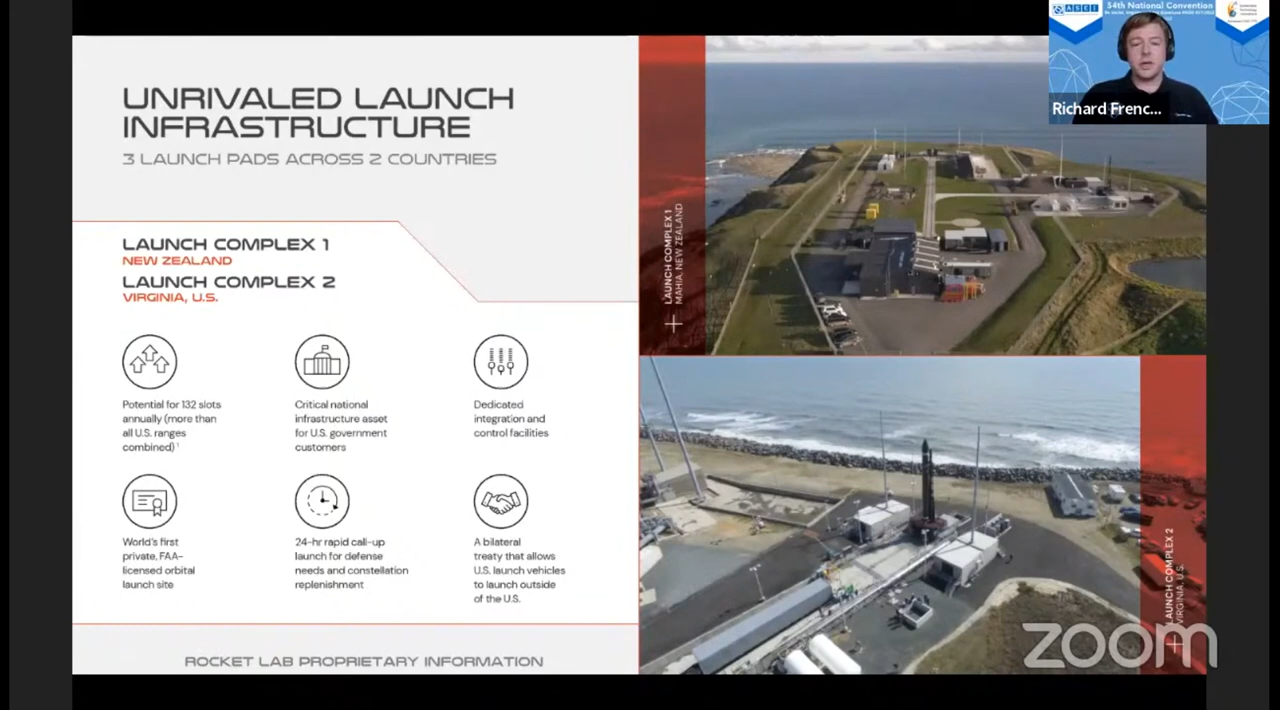 UNRIVALED LAUNCH
INFRASTRUCTURE
3 LAUNCH PADS ACROSS 2 COUNTRIES
LAUNCH COMPLEX 1
NEW ZEALAND
LAUNCH COMPLEX 2
VIRGINIA, U.S.
Potential for 132 slots
annually (more than
all U.S. ranges
combined) 1
Critical national
infrastructure asset
for U.S. government
customers
Dedicated
integration and
control facilities
World's first
private, FAA-
licensed orbital
launch site
24-hr rapid call-up
launch for defense
needs and constellation
replenishment
A bilateral
treaty that allows
U.S. launch vehicles
to launch outside
of the U.S.
ROCKET LAB PROPRIETARY INFORMATION
LAUNCH COMPLEX 1
MAHIA, NEW ZEALAND
LAUNCH COMPLEX 2
VIRGINIA, U.S.
ASEI
34th National Convention
Richard Frenc...
zoom